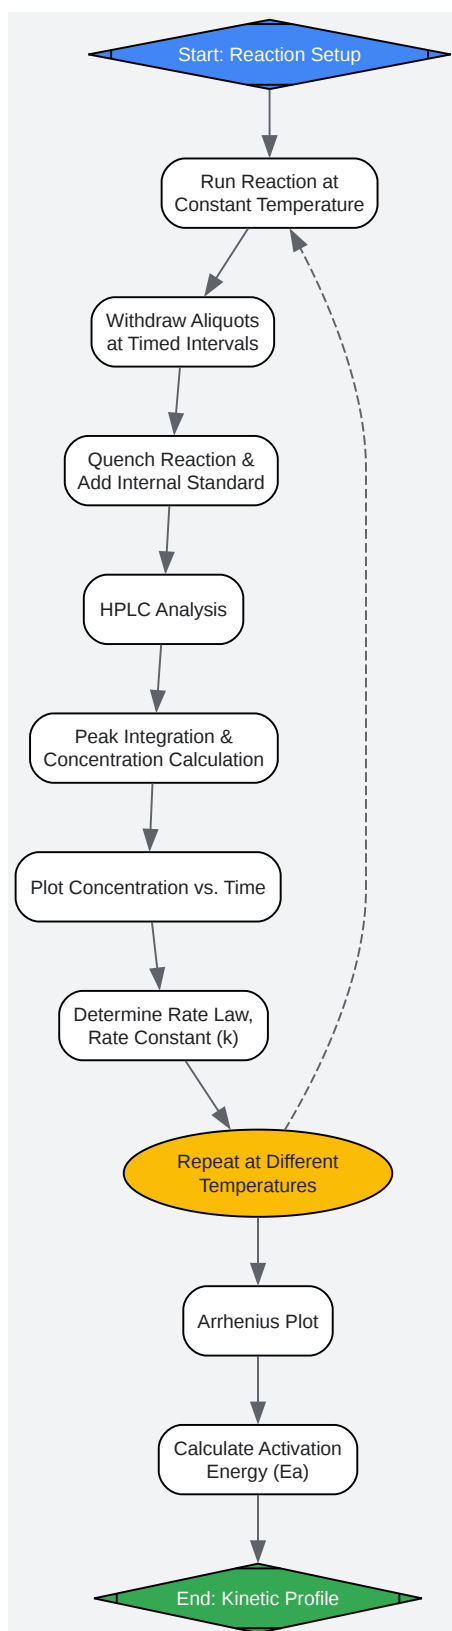 Start: Reaction Setup
Run Reaction at
Constant Temperature
Withdraw Aliquots
at Timed Intervals
Quench Reaction &
Add Internal Standard
HPLC Analysis
Peak Integration &
Concentration Calculation
Plot Concentration vs. Time
Determine Rate Law,
Rate Constant (k)
Repeat at Different
Temperatures
Arrhenius Plot
Calculate Activation
Energy (Ea)
End: Kinetic Profile